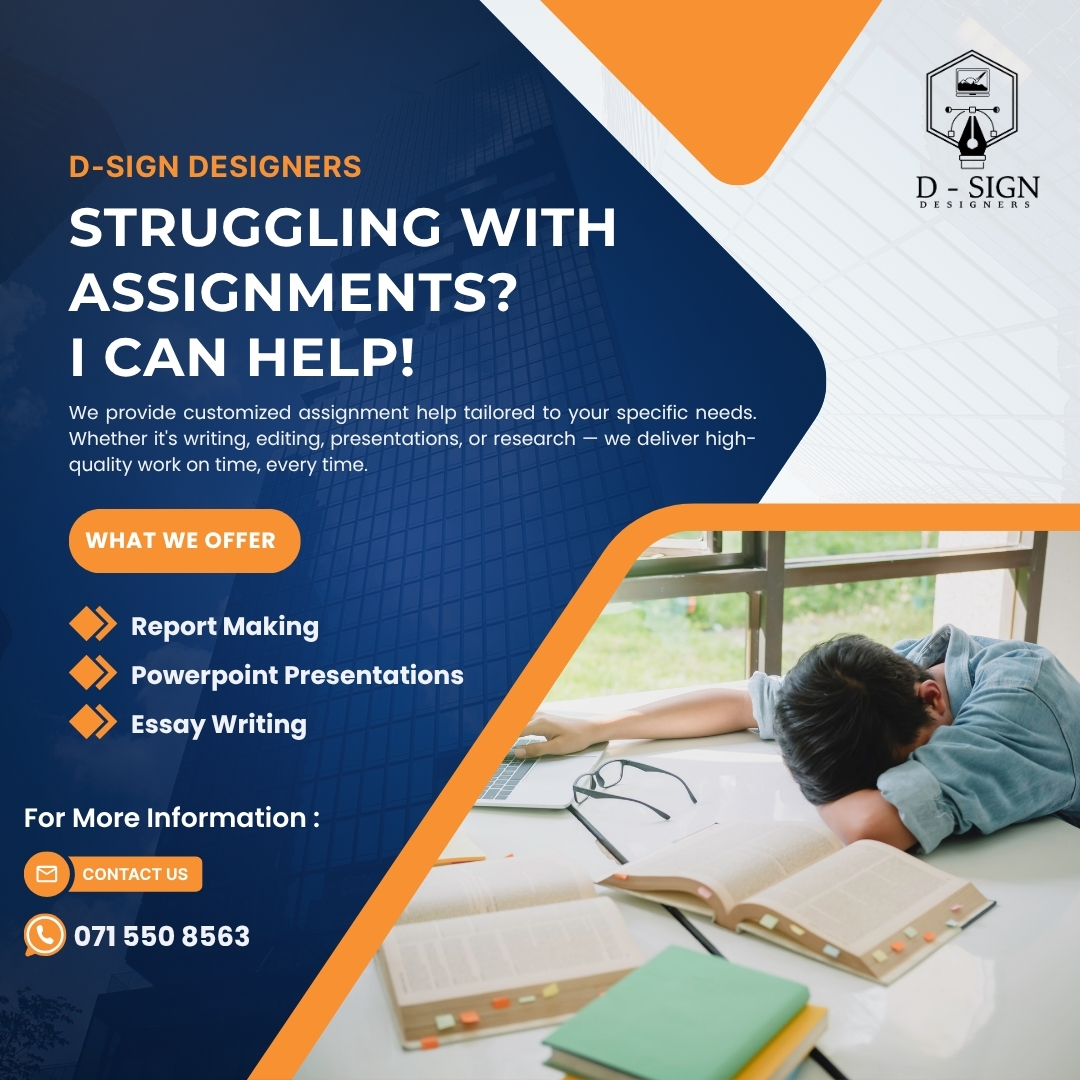 D - SIGN
DESIGNERS
D-SIGN DESIGNERS
STRUGGLING WITH
ASSIGNMENTS?
I CAN HELP!
We provide customized assignment help tailored to your specific needs.
Whether it's writing, editing, presentations, or research — we deliver high-
quality work on time, every time.
WHAT WE OFFER
Report Making
Powerpoint Presentations
Essay Writing
For More Information :
CONTACT US
071 550 8563